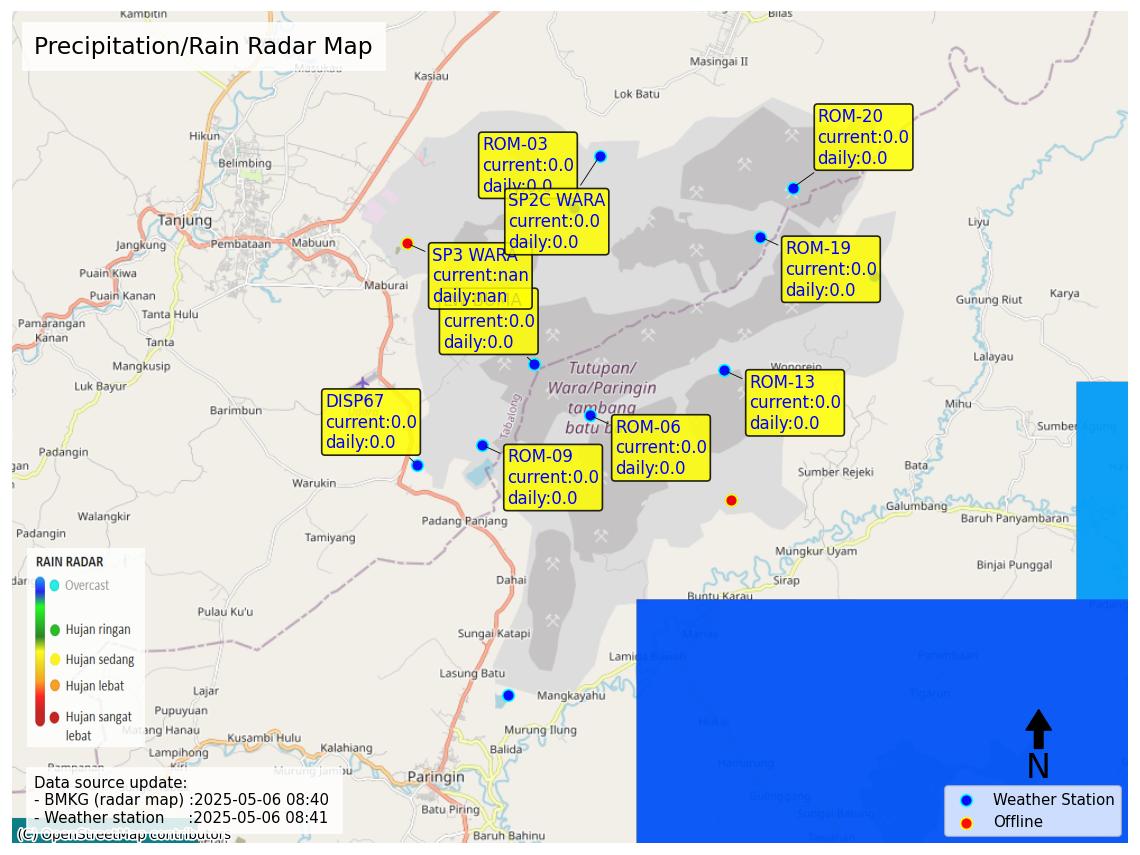 Kambitin
Bilas
Precipitation/Rain Radar Map
Masukau
Masingai II
Kasiau
Lok Batu
ROM-20
current:0.0
daily:0.0
Hikun
ROM-03
current:0.0
daily:0.0
Belimbing
SP2C WARA
current:0.0
daily:0.0
Tanjung
Liyu
Jangkung
Pembataan
Mabuun
ROM-19
current:0.0
daily:0.0
SP3 WARA
current:nan
daily:nan
Puain Kiwa
Maburai
Puain Kanan
Gunung Riut
Karya
Tanta Hulu
current:0.0
daily:0.0
Pamarangan
Kanan
Tanta
Lalayau
Mangkusip
Wonorejo
Tutupan/
Wara/Paringin
tambang
batu b
Luk Bayur
ROM-13
current:0.0
daily:0.0
DISP67
current:0.0
daily:0.0
Barimbun
Mihu
Tabalong
ROM-06
current:0.0
daily:0.0
Sumber Agung
Padangin
ROM-09
current:0.0
daily:0.0
Bata
Sumber Rejeki
Warukin
Galumbang
Walangkir
Padang Panjang
Baruh Panyambaran
Padangin
Tamiyang
Mungkur Uyam
Binjai Punggal
RAIN RADAR
Overcast
Hujan ringan
Hujan sedang
Hujan lebat
Hujan sangat
lebat
Dahai
Sirap
Buntu Karau
Pulau Ku'u
Sungai Katapi
Lasung Batu
Lajar
Mangkayahu
Pupuyuan
Matang Hanau
Murung Ilung
Kusambi Hulu
Kalahiang
Balida
Lampihong
Kiri
Murung Jambu
Paringin
Hamarung
Gulinggang
Sungai Batung
N
Batu Piring
Baruh Bahinu
Data source update:
- BMKG (radar map) :2025-05-06 08:40
- Weather station :2025-05-06 08:41
Weather Station
Offline
(C) OpenStreetMap contributors